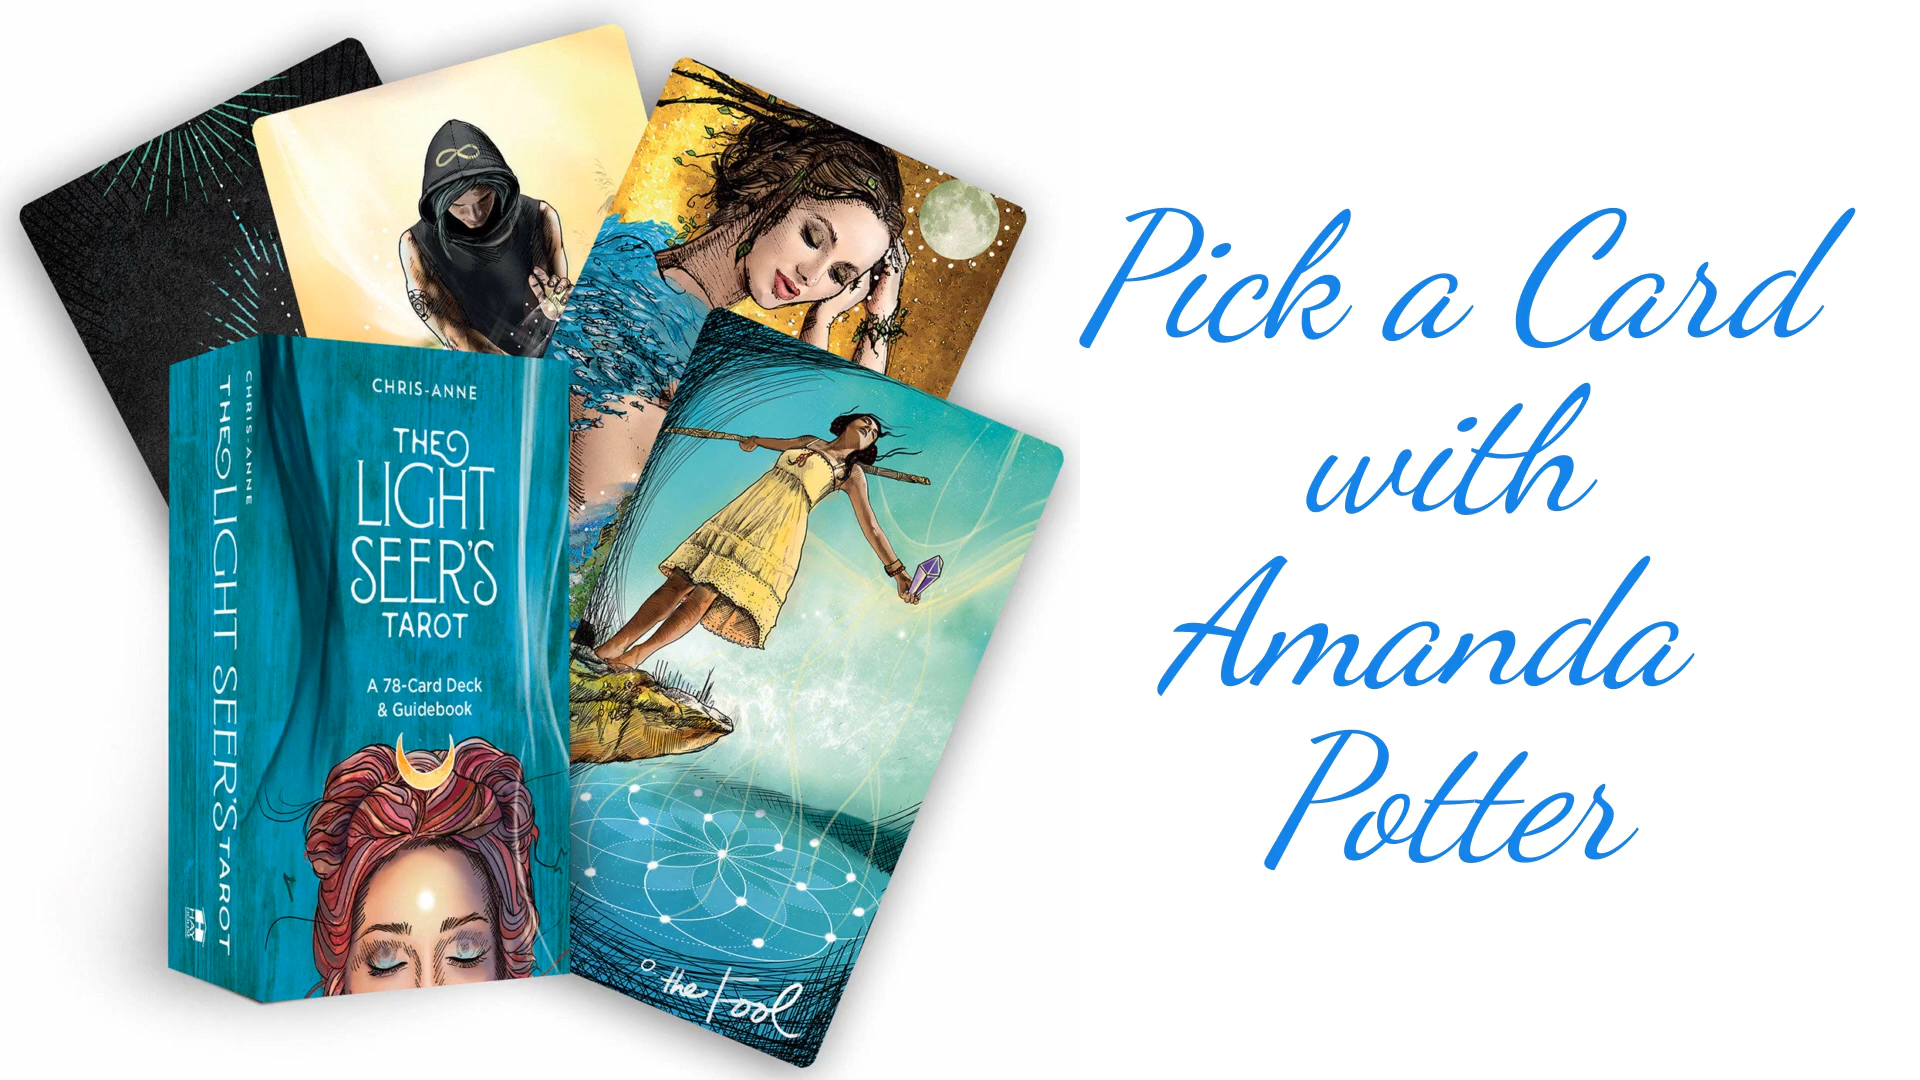 CHRIS-ANNE
THE LIGHT SEER'S TAROT
CHRIS-ANNE
THE
LIGHT
SEER'S
TAROT
A 78-Card Deck
& Guidebook
0 the Fool
Pick a Card
with
Amanda
Potter